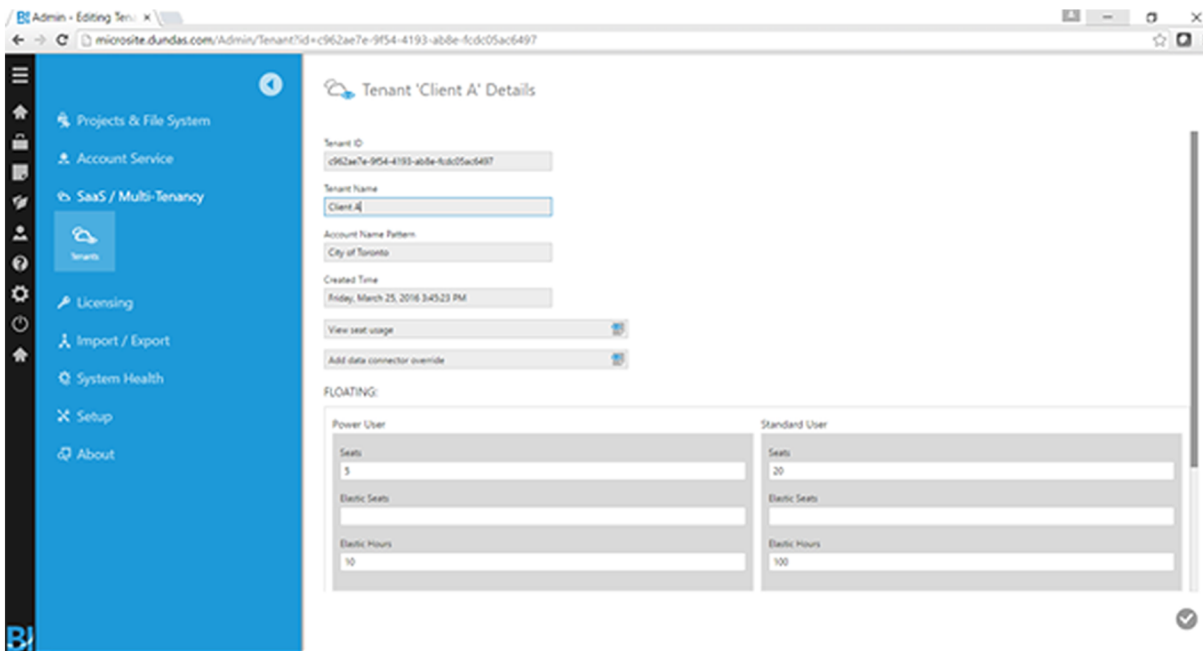 Admin - Editing Ten
microsite.dundas.com/Admin/Tenant?id=c962ae7e-9f54-4193-ab8e-fcdc05ac6497
Projects & File System
Account Service
SaaS / Multi-Tenancy
Tenants
Licensing
Import / Export
System Health
Setup
About
BI
Tenant 'Client A' Details
Tenant ID
c962ae7e-9f54-4193-ab8e-fcdc05ac6497
Tenant Name
Client A
Account Name Pattern
City of Toronto
Created Time
Friday, March 25, 2016 3:45:23 PM
View seat usage
Add data connector override
FLOATING:
Power User
Seats
5
Elastic Seats
Elastic Hours
10
Standard User
Seats
20
Elastic Seats
Elastic Hours
100